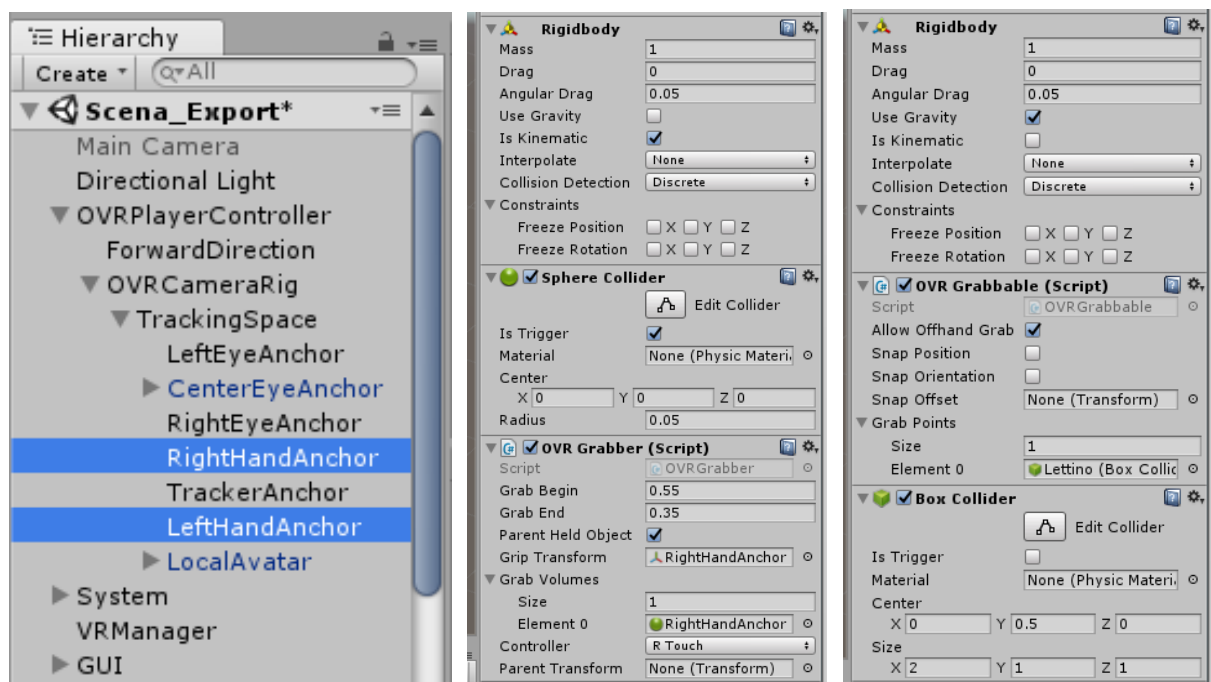 Hierarchy
Create All
Scena_Export*
Main Camera
Directional Light
OVRPlayerController
ForwardDirection
OVRCameraRig
TrackingSpace
LeftEyeAnchor
CenterEyeAnchor
RightEyeAnchor
RightHandAnchor
TrackerAnchor
LeftHandAnchor
LocalAvatar
System
VRManager
GUI
Rigidbody
Mass 1
Drag 0
Angular Drag 0.05
Use Gravity
Is Kinematic
Interpolate None
Collision Detection Discrete
Constraints
Freeze Position X Y Z
Freeze Rotation X Y Z
Sphere Collider
Edit Collider
Is Trigger
Material None (Physic Materi
Center
X 0 Y 0 Z 0
Radius 0.05
OVR Grabber (Script)
Script OVRGrabber
Grab Begin 0.55
Grab End 0.35
Parent Held Object
Grip Transform RightHandAnchor
Grab Volumes
Size 1
Element 0 RightHandAnchor
Controller R Touch
Parent Transform None (Transform)
Rigidbody
Mass 1
Drag 0
Angular Drag 0.05
Use Gravity
Is Kinematic
Interpolate None
Collision Detection Discrete
Constraints
Freeze Position X Y Z
Freeze Rotation X Y Z
OVR Grabbable (Script)
Script OVRGrabbable
Allow Offhand Grab
Snap Position
Snap Orientation
Snap Offset None (Transform)
Grab Points
Size 1
Element 0 Lettino (Box Collic
Box Collider
Edit Collider
Is Trigger
Material None (Physic Materi
Center
X 0 Y 0.5 Z 0
Size
X 2 Y 1 Z 1